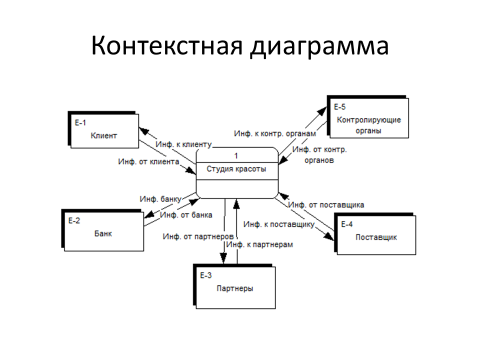 Контекстная диаграмма
E-1
Клиент
Инф. к клиенту
Инф. от клиента
E-5
Контролирующие
органы
Инф. к контр. органам
Инф. от контр.
органов
1
Студия красоты
Инф. банку
Инф. от банка
E-2
Банк
Инф. от партнеров
Инф. к партнерам
E-3
Партнеры
Инф. от поставщика
Инф. к поставщику
E-4
Поставщик